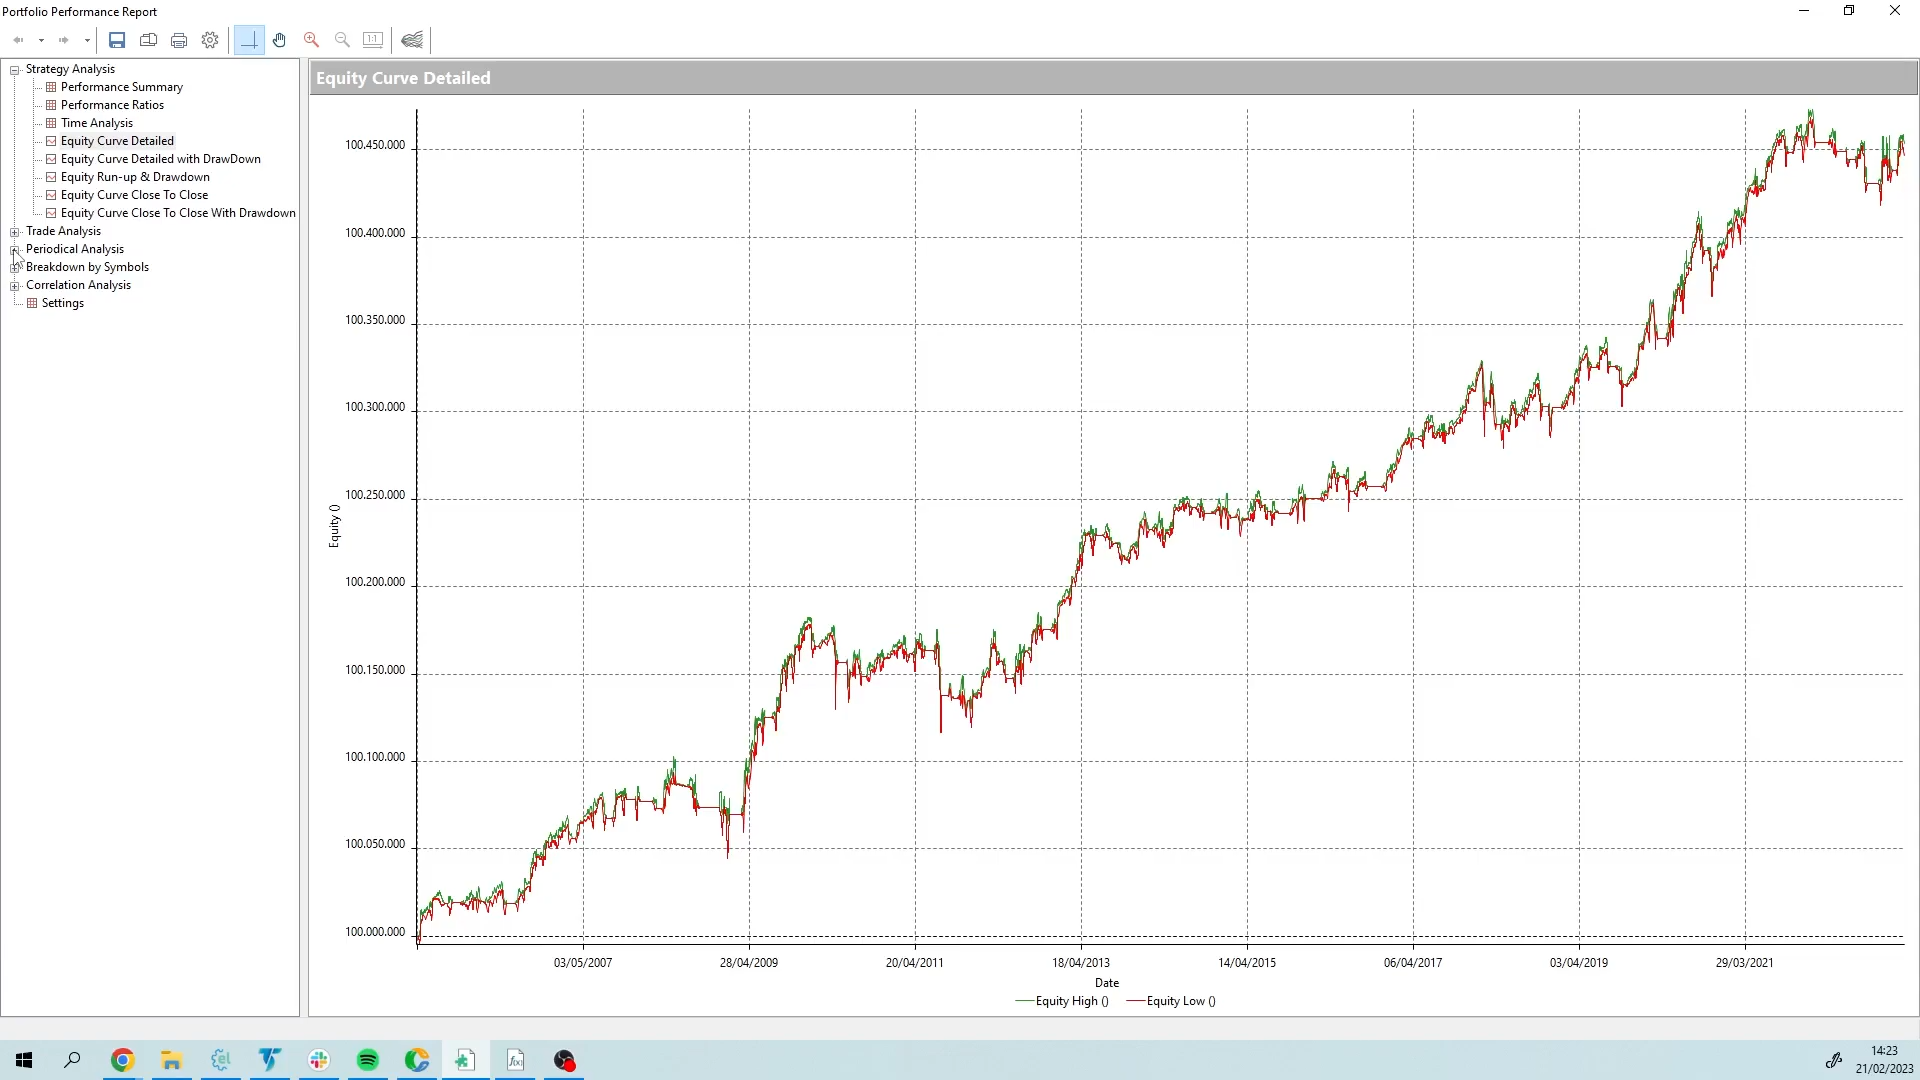 Portfolio Performance Report
1:1
Strategy Analysis
Performance Summary
Performance Ratios
Time Analysis
Equity Curve Detailed
Equity Curve Detailed with DrawDown
Equity Run-up & Drawdown
Equity Curve Close To Close
Equity Curve Close To Close With Drawdown
Trade Analysis
Periodical Analysis
Breakdown by Symbols
Correlation Analysis
Settings
Equity Curve Detailed
100.450.000
100.400.000
100.350.000
100.300.000
100.250.000
100.200.000
100.150.000
100.100.000
100.050.000
100.000.000
Equity ()
03/05/2007 28/04/2009 20/04/2011 18/04/2013 14/04/2015 06/04/2017 03/04/2019 29/03/2021
Date
Equity High () Equity Low ()
el
f(x)
14:23
21/02/2023